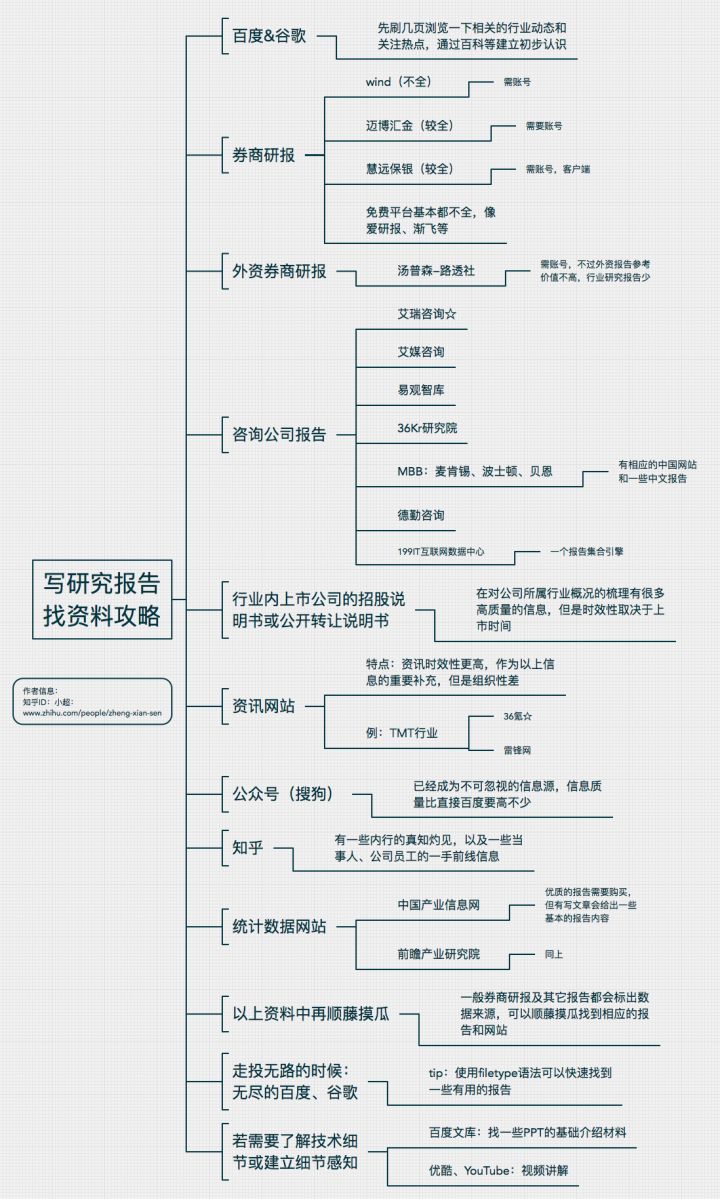 百度&谷歌
先刷几页浏览一下相关的行业动态和
关注热点，通过百科等建立初步认识
券商研报
wind（不全）
需账号
迈博汇金（较全）
需要账号
慧远保银（较全）
需账号，客户端
免费平台基本都不全，像
爱研报、渐飞等
外资券商研报
汤普森–路透社
需账号，不过外资报告参考
价值不高，行业研究报告少
咨询公司报告
艾瑞咨询☆
艾媒咨询
易观智库
36Kr研究院
MBB：麦肯锡、波士顿、贝恩
有相应的中国网站
和一些中文报告
德勤咨询
199IT互联网数据中心
一个报告集合引擎
写研究报告
找资料攻略
作者信息：
知乎ID：小超：
www.zhihu.com/people/zheng-xian-sen
行业内上市公司的招股说
明书或公开转让说明书
在对公司所属行业概况的梳理有很多
高质量的信息，但是时效性取决于上
市时间
资讯网站
特点：资讯时效性更高，作为以上信
息的重要补充，但是组织性差
例：TMT行业
36氪☆
雷锋网
公众号（搜狗）
已经成为不可忽视的信息源，信息质
量比直接百度要高不少
知乎
有一些内行的真知灼见，以及一些当
事人、公司员工的一手前线信息
统计数据网站
中国产业信息网
优质的报告需要购买，
但有写文章会给出一些
基本的报告内容
前瞻产业研究院
同上
以上资料中再顺藤摸瓜
一般券商研报及其它报告都会标出数
据来源，可以顺藤摸瓜找到相应的报
告和网站
走投无路的时候：
无尽的百度、谷歌
tip：使用filetype语法可以快速找到
一些有用的报告
若需要了解技术细
节或建立细节感知
百度文库：找一些PPT的基础介绍材料
优酷、YouTube：视频讲解